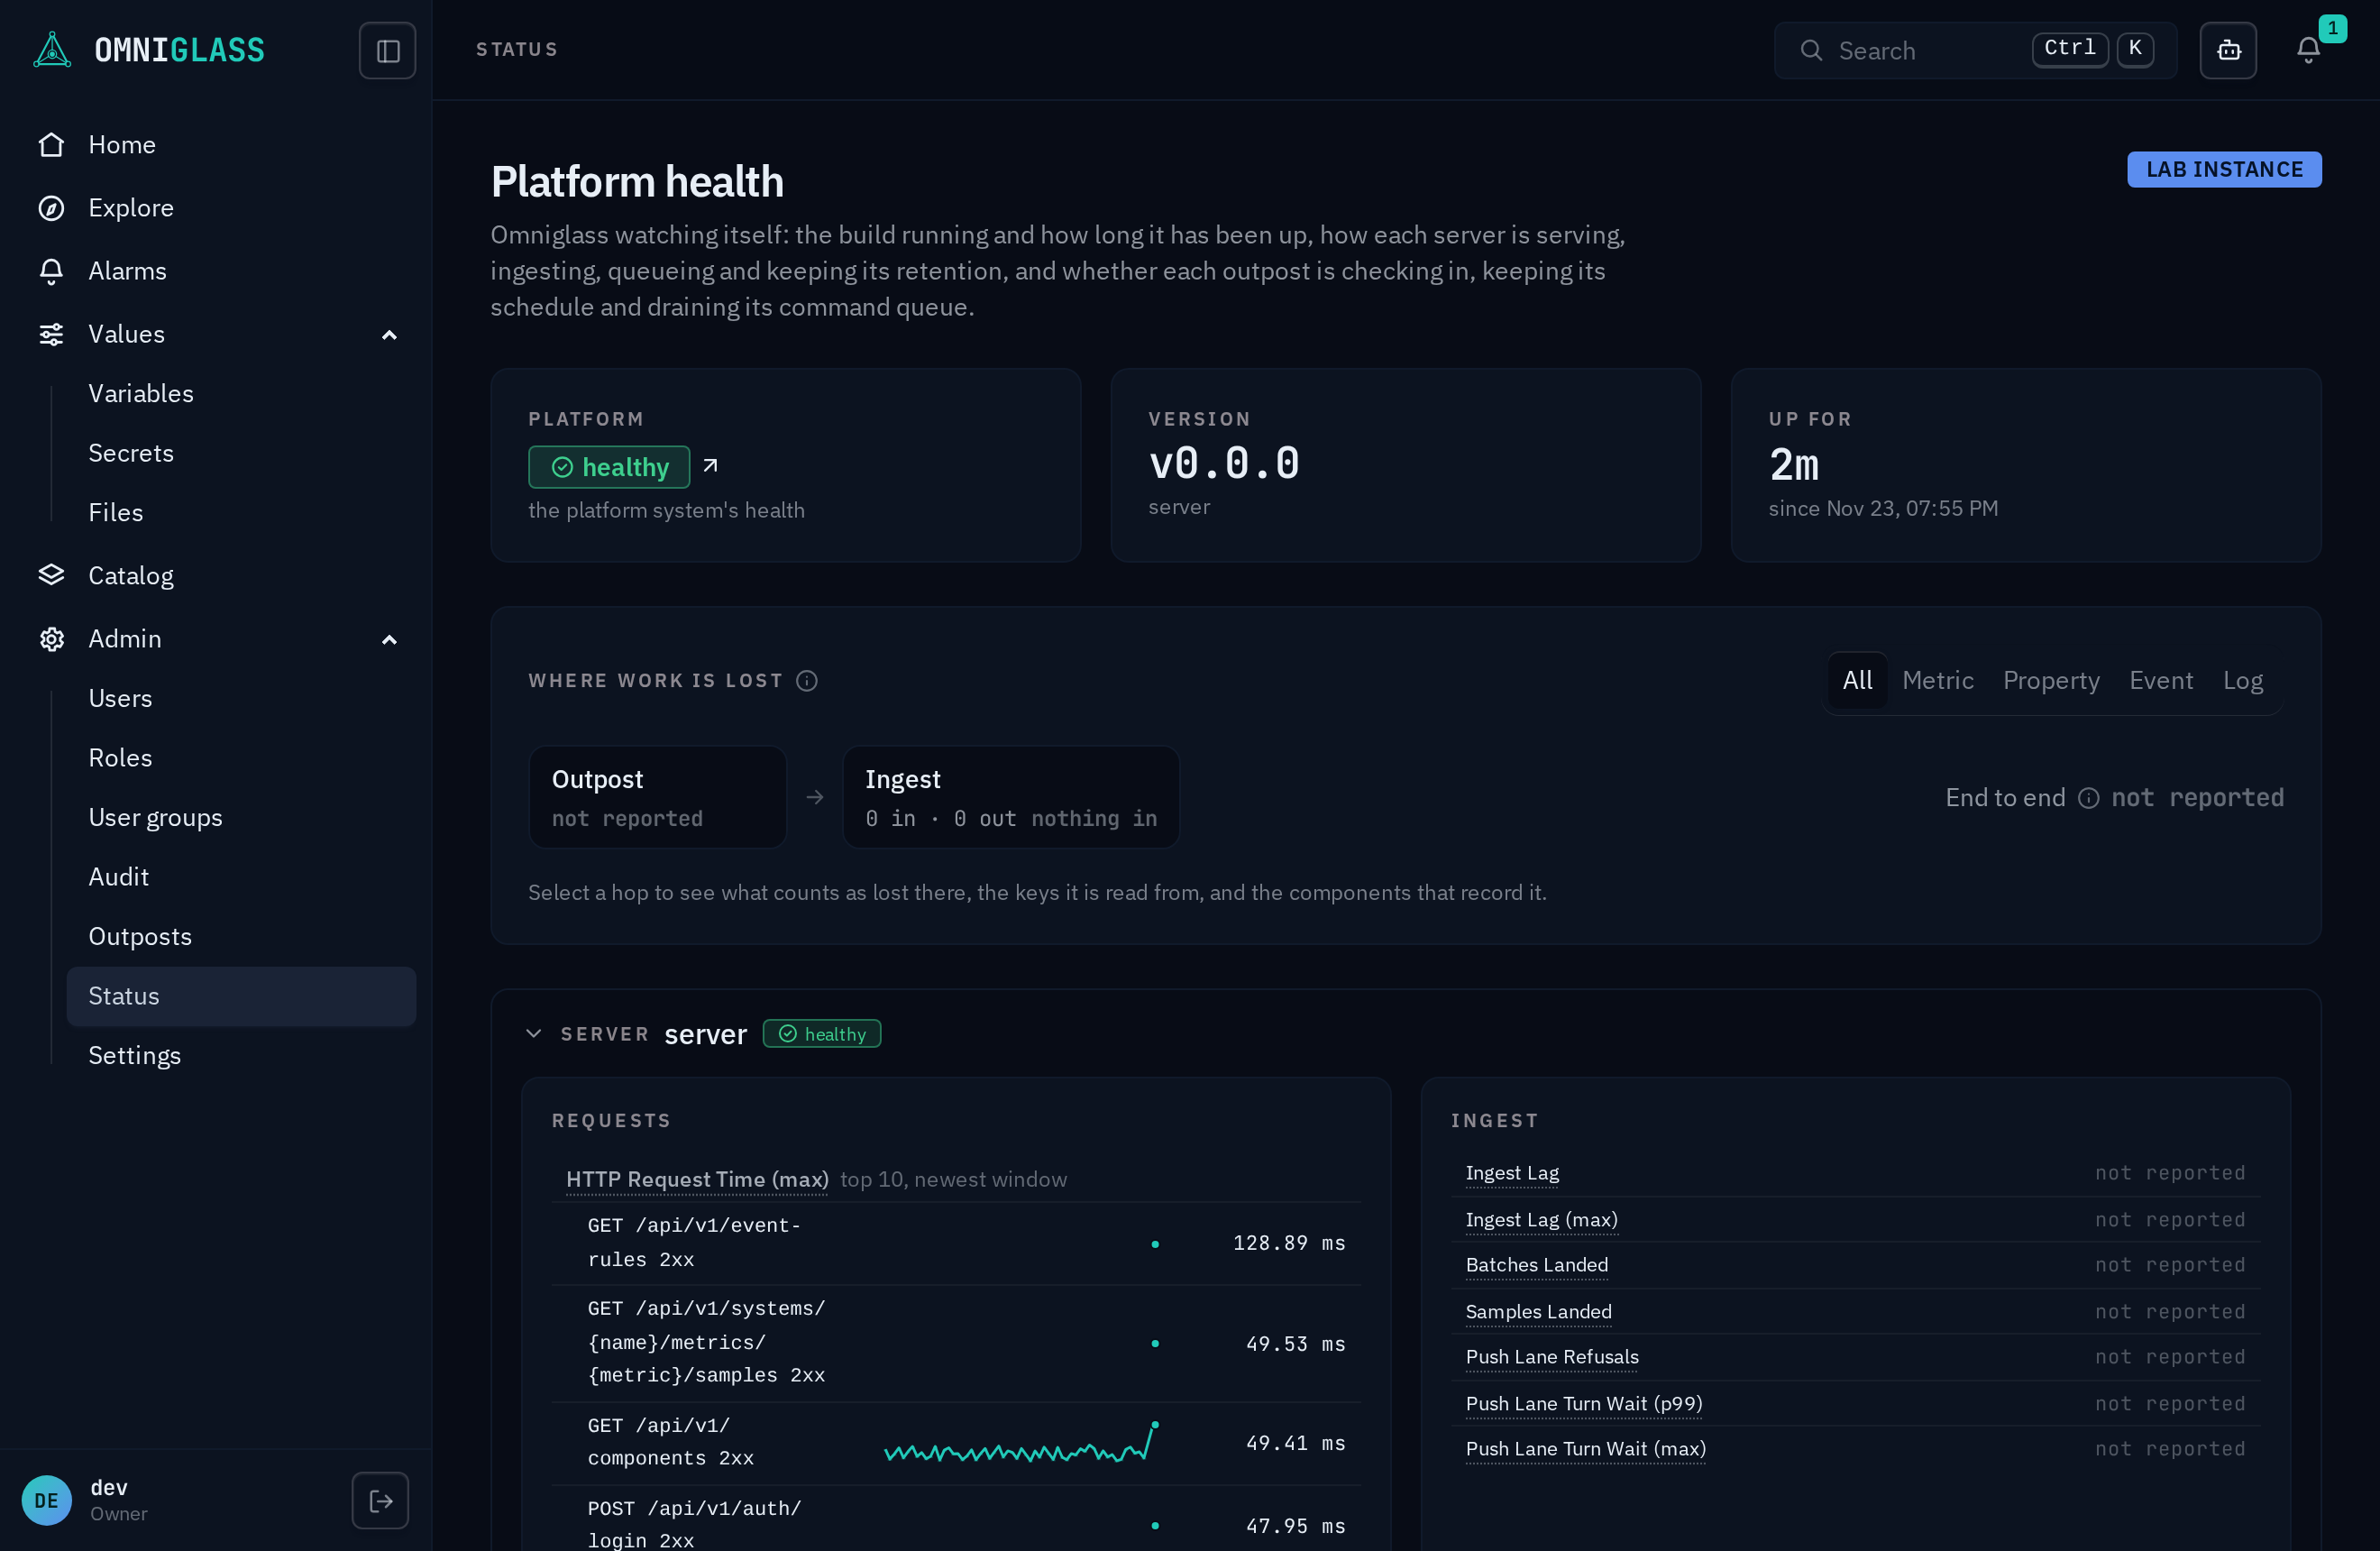 OMNIGLASS
STATUS
Search
Ctrl K
1
Home
Explore
Alarms
Values
Variables
Secrets
Files
Catalog
Admin
Users
Roles
User groups
Audit
Outposts
Status
Settings
DE
dev
Owner
Platform health
LAB INSTANCE
Omniglass watching itself: the build running and how long it has been up, how each server is serving,
ingesting, queueing and keeping its retention, and whether each outpost is checking in, keeping its
schedule and draining its command queue.
PLATFORM
healthy
the platform system's health
VERSION
v0.0.0
server
UP FOR
2m
since Nov 23, 07:55 PM
WHERE WORK IS LOST
All Metric Property Event Log
Outpost
not reported
Ingest
0 in · 0 out nothing in
End to end not reported
Select a hop to see what counts as lost there, the keys it is read from, and the components that record it.
SERVER server healthy
REQUESTS
HTTP Request Time (max) top 10, newest window
GET /api/v1/event-
rules 2xx
128.89 ms
GET /api/v1/systems/
{name}/metrics/
{metric}/samples 2xx
49.53 ms
GET /api/v1/
components 2xx
49.41 ms
POST /api/v1/auth/
login 2xx
47.95 ms
INGEST
Ingest Lag not reported
Ingest Lag (max) not reported
Batches Landed not reported
Samples Landed not reported
Push Lane Refusals not reported
Push Lane Turn Wait (p99) not reported
Push Lane Turn Wait (max) not reported